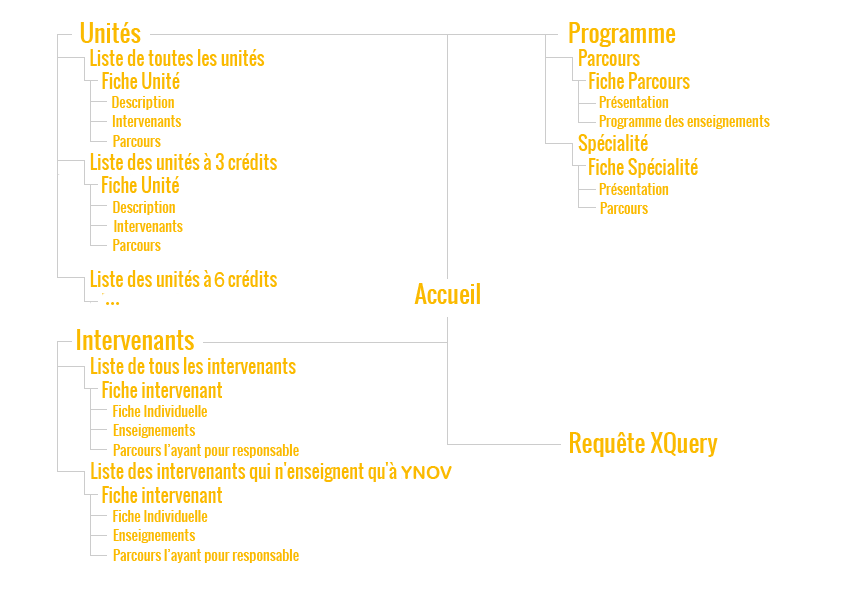 Unités
Liste de toutes les unités
Fiche Unité
Description
Intervenants
Parcours
Liste des unités à 3 crédits
Fiche Unité
Description
Intervenants
Parcours
Liste des unités à 6 crédits
...
Programme
Parcours
Fiche Parcours
Présentation
Programme des enseignements
Spécialité
Fiche Spécialité
Présentation
Parcours
Accueil
Intervenants
Liste de tous les intervenants
Fiche intervenant
Fiche Individuelle
Enseignements
Parcours l'ayant pour responsable
Liste des intervenants qui n'enseignent qu'à YNOV
Fiche intervenant
Fiche Individuelle
Enseignements
Parcours l'ayant pour responsable
Requête XQuery